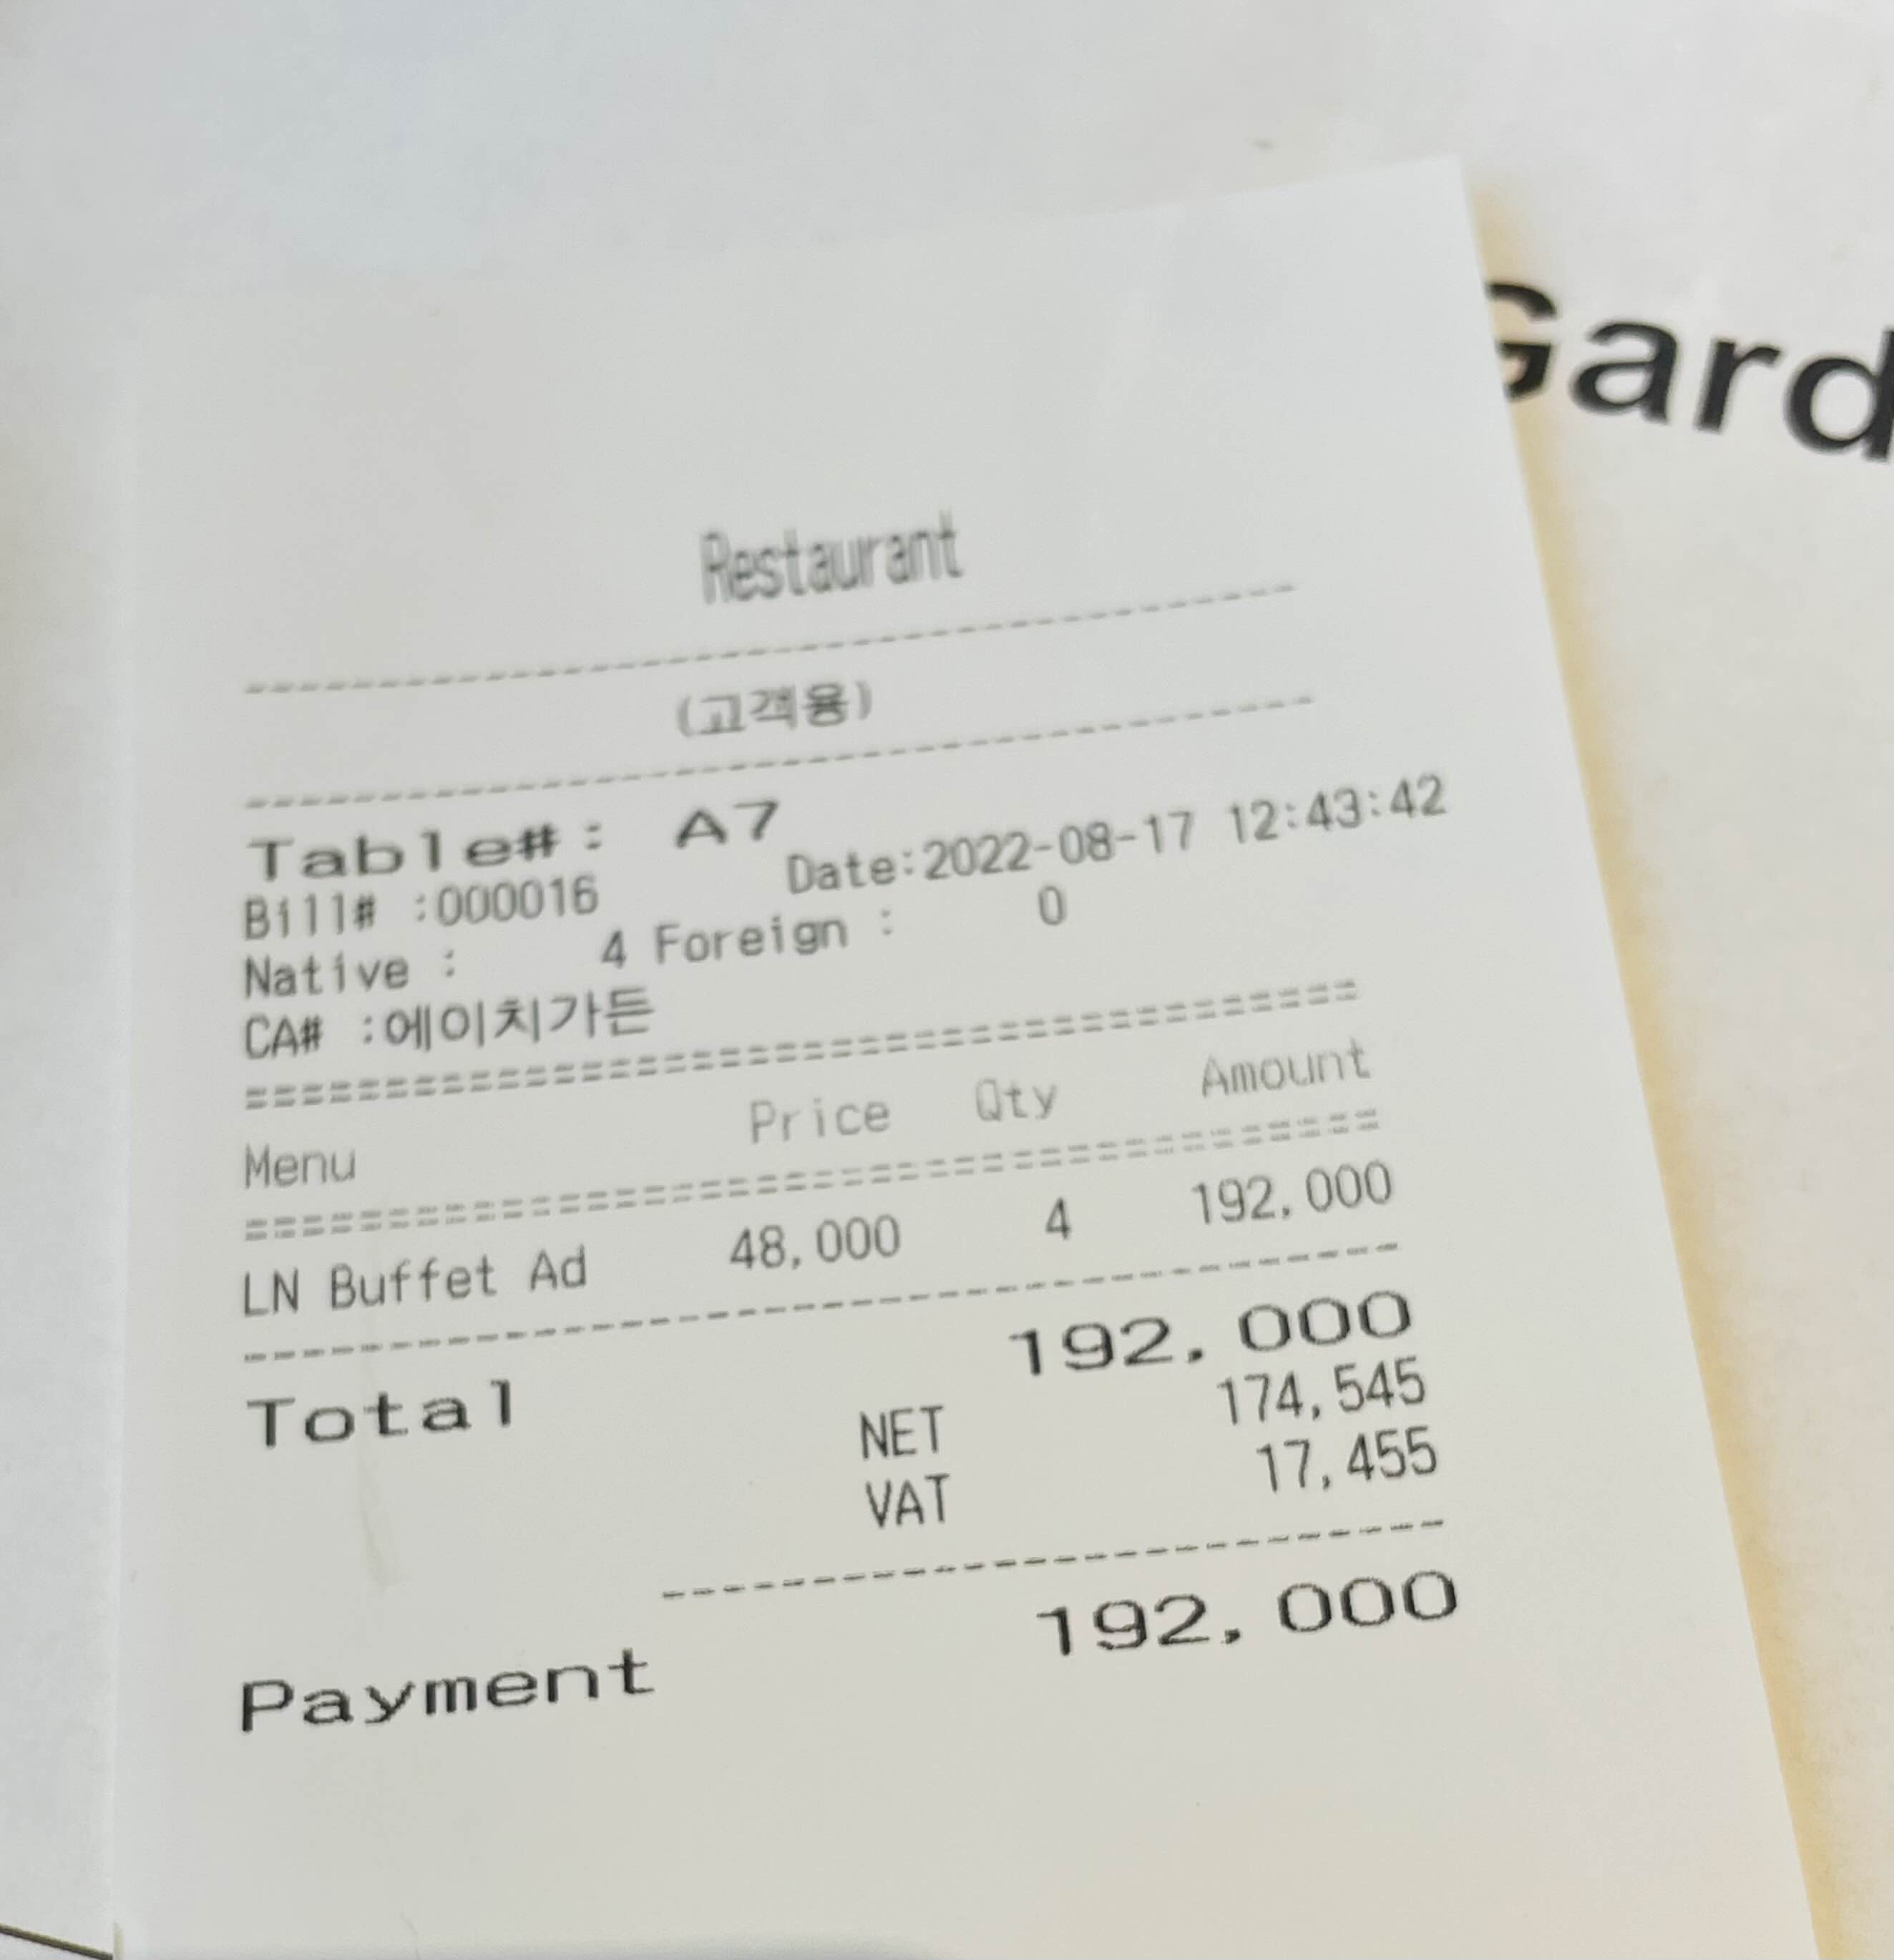 Gard
Restaurant
--------------------------------------
(고객용)
--------------------------------------
Table#: A7
Bill# :000016 Date:2022-08-17 12:43:42
Native : 4 Foreign : 0
CA# :에이치가든
======================================
Menu Price Qty Amount
======================================
LN Buffet Ad 48,000 4 192,000
--------------------------------------
Total 192,000
NET 174,545
VAT 17,455
--------------------------
Payment 192,000